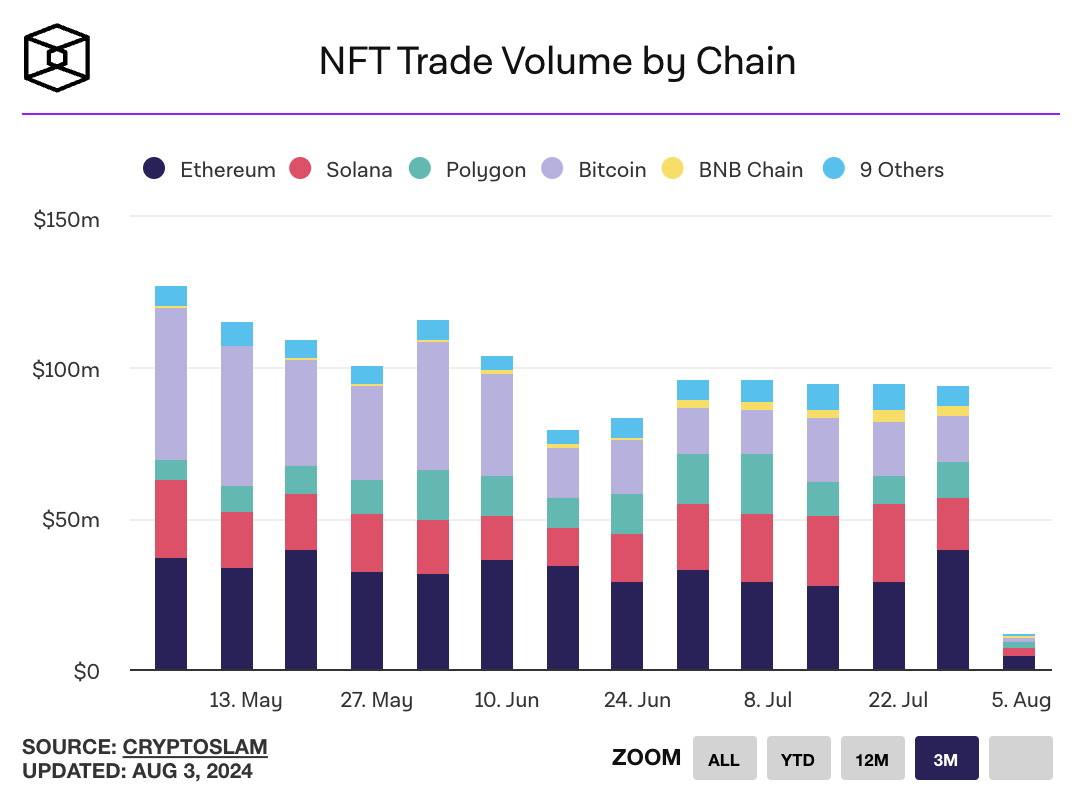 NFT Trade Volume by Chain
Ethereum Solana Polygon Bitcoin BNB Chain 9 Others
$150m
$100m
$50m
$0
13. May 27. May 10. Jun 24. Jun 8. Jul 22. Jul 5. Aug
SOURCE: CRYPTOSLAM
UPDATED: AUG 3, 2024
ZOOM ALL YTD 12M 3M